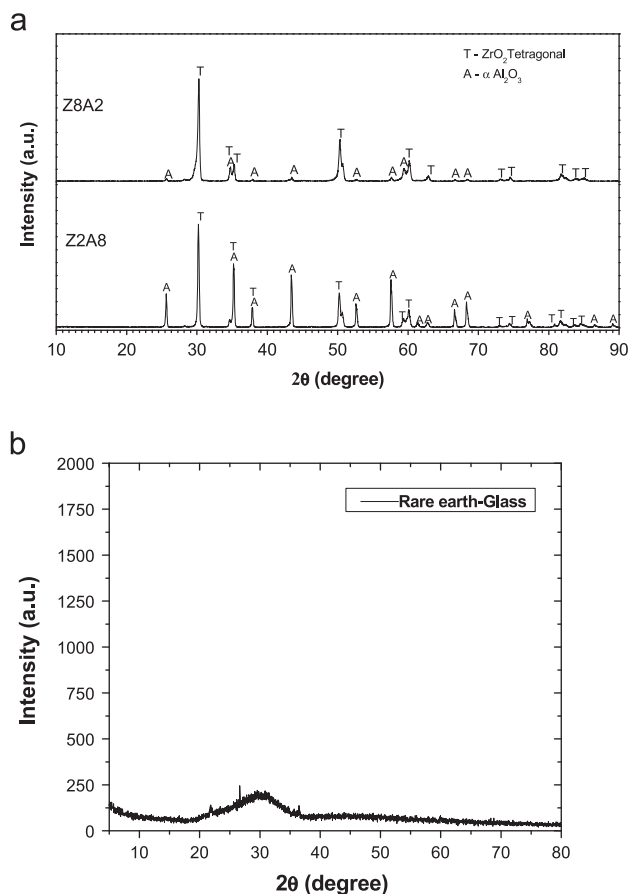 a
T - ZrO₂ Tetragonal
A - α Al₂O₃
Z8A2
T
A
T
A
T
A
A
T
A
A
A
T
T
A
A
T
T
T
T
T
Intensity (a.u.)
Z2A8
A
T
T
A
T
A
A
T
A
A
T
T
A
A
A
A
T
T
A
T
T
T
T
A
A
10 20 30 40 50 60 70 80 90
2θ (degree)
b
2000
1750
1500
1250
1000
750
500
250
0
Rare earth-Glass
Intensity (a.u.)
10 20 30 40 50 60 70 80
2θ (degree)